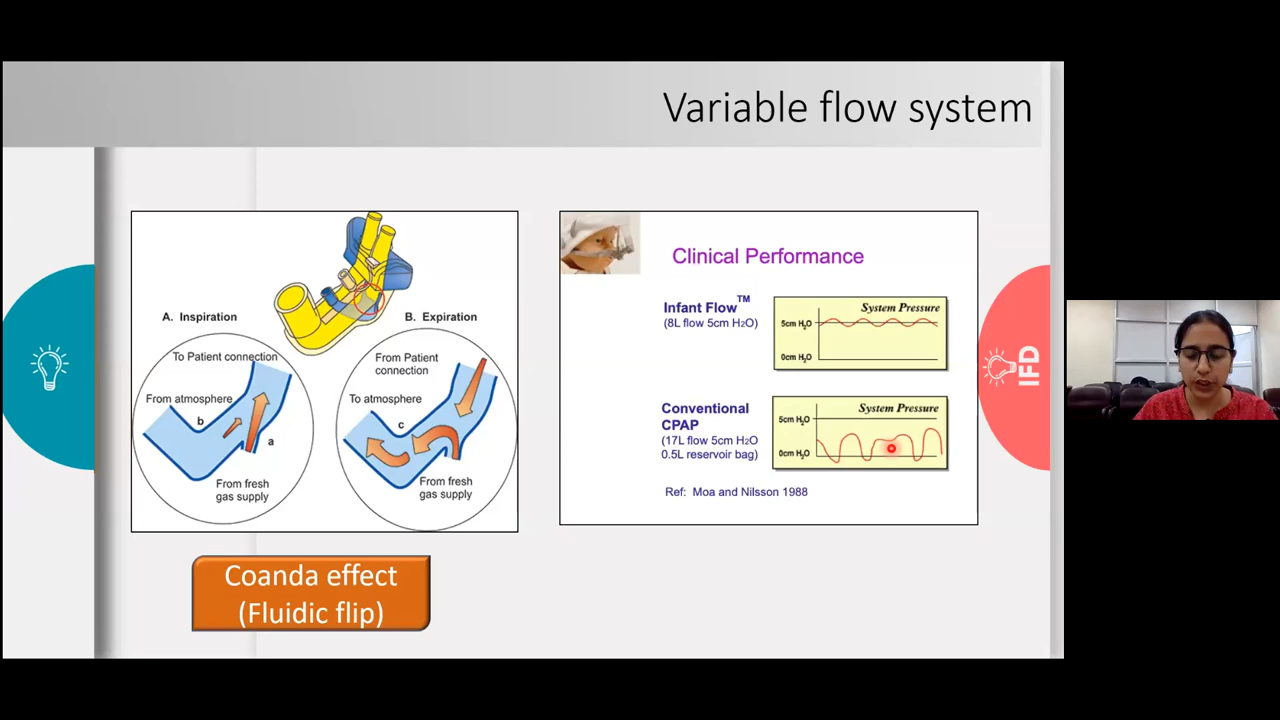 Variable flow system
A. Inspiration
B. Expiration
To Patient connection
From atmosphere
b
a
From fresh
gas supply
From Patient
connection
To atmosphere
c
From fresh
gas supply
Coanda effect
(Fluidic flip)
Clinical Performance
Infant Flow™
(8L flow 5cm H2O)
System Pressure
5cm H2O
0cm H2O
Conventional
CPAP
(17L flow 5cm H2O
0.5L reservoir bag)
System Pressure
5cm H2O
0cm H2O
Ref: Moa and Nilsson 1988
IFD